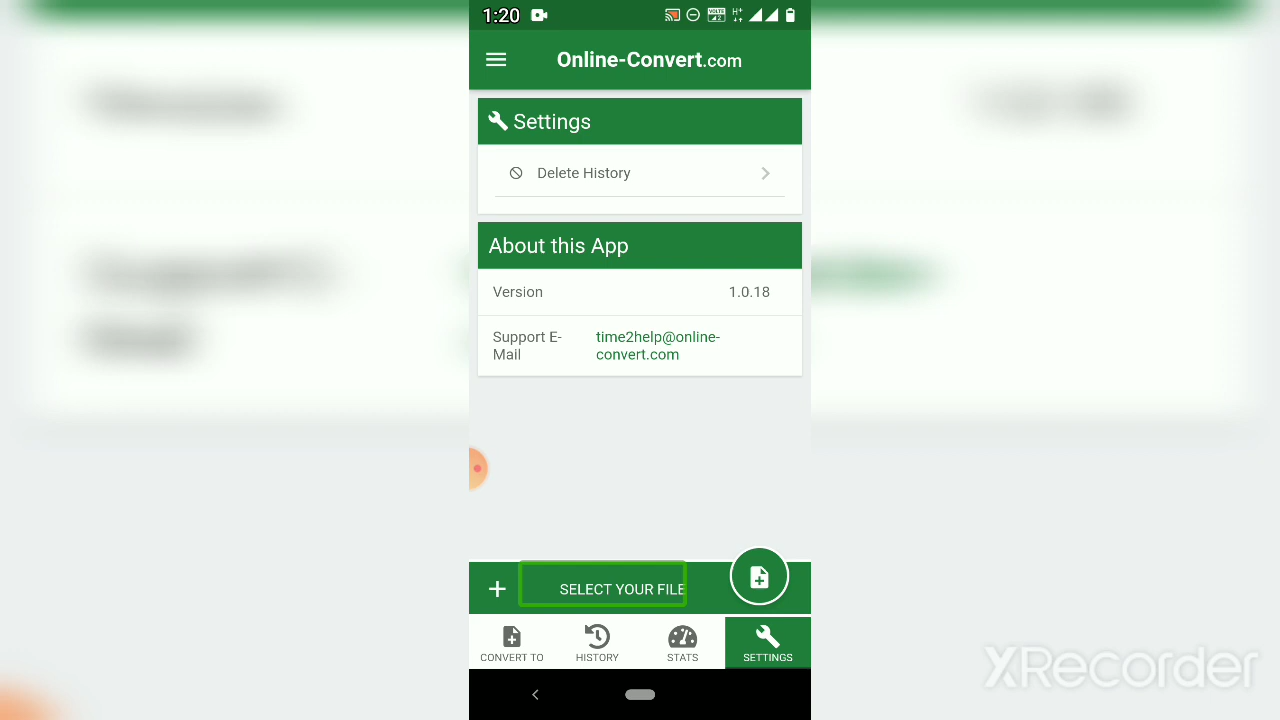 1:20
VOLTE
H+
Online-Convert.com
Settings
Delete History
About this App
Version 1.0.18
Support E-
Mail
time2help@online-
convert.com
SELECT YOUR FILE
CONVERT TO HISTORY STATS SETTINGS
XRecorder